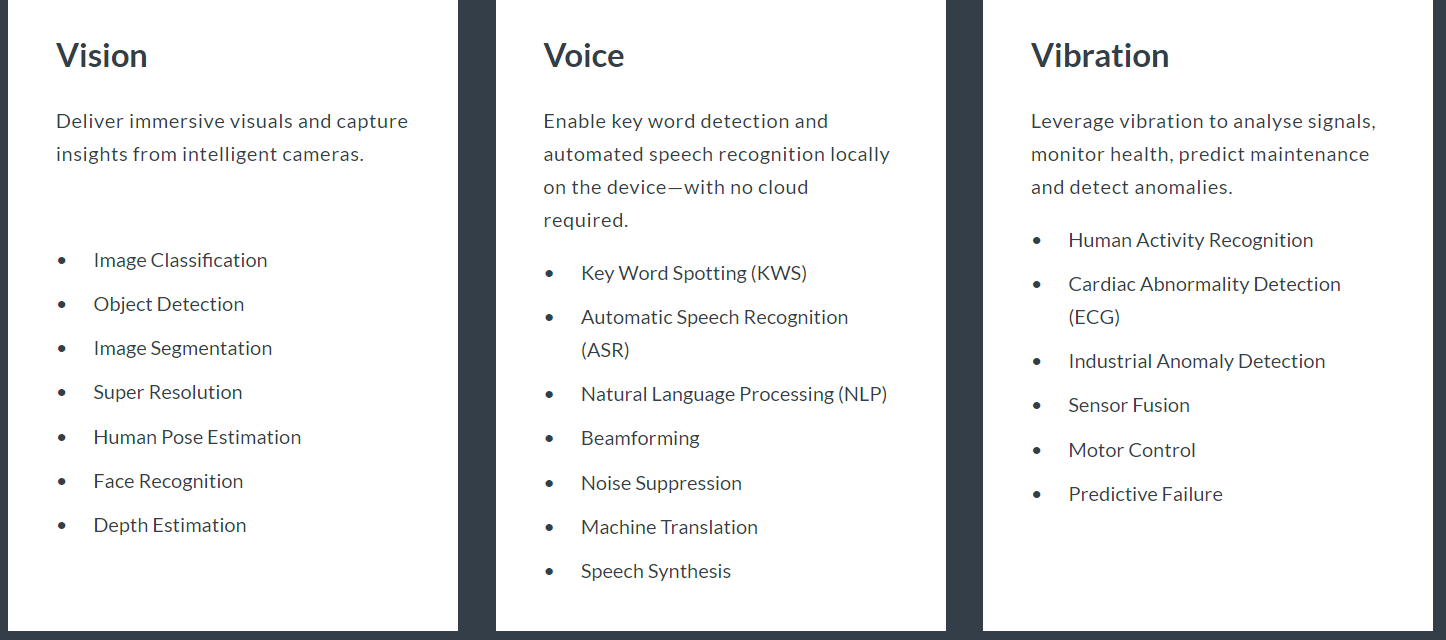 Vision
Deliver immersive visuals and capture
insights from intelligent cameras.
• Image Classification
• Object Detection
• Image Segmentation
• Super Resolution
• Human Pose Estimation
• Face Recognition
• Depth Estimation
Voice
Enable key word detection and
automated speech recognition locally
on the device—with no cloud
required.
• Key Word Spotting (KWS)
• Automatic Speech Recognition
(ASR)
• Natural Language Processing (NLP)
• Beamforming
• Noise Suppression
• Machine Translation
• Speech Synthesis
Vibration
Leverage vibration to analyse signals,
monitor health, predict maintenance
and detect anomalies.
• Human Activity Recognition
• Cardiac Abnormality Detection
(ECG)
• Industrial Anomaly Detection
• Sensor Fusion
• Motor Control
• Predictive Failure